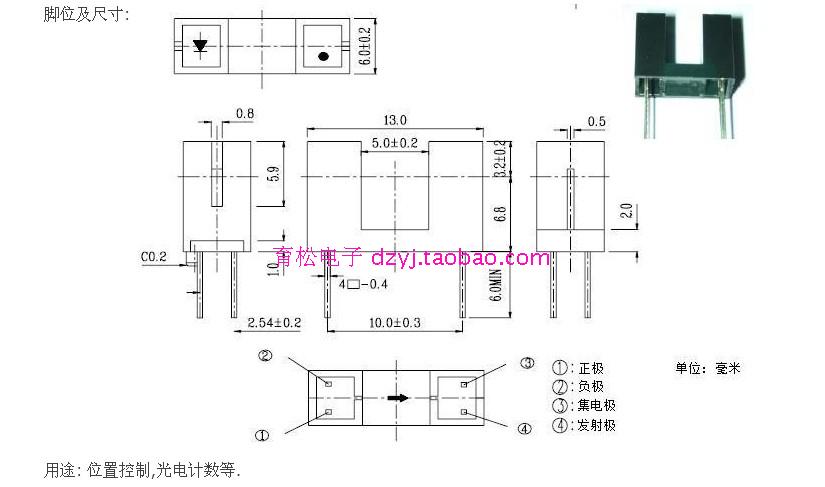 脚位及尺寸:
6.0±0.2
0.8
13.0
0.5
5.0±0.2
3.2±0.2
5.9
6.8
2.0
育松电子 dzyj.taobao.com
C0.2
1.0
4□-0.4
6.0MIN
2.54±0.2
10.0±0.3
②
③
①:正极
单位:毫米
②:负极
③:集电极
④:发射极
①
④
用途: 位置控制,光电计数等.